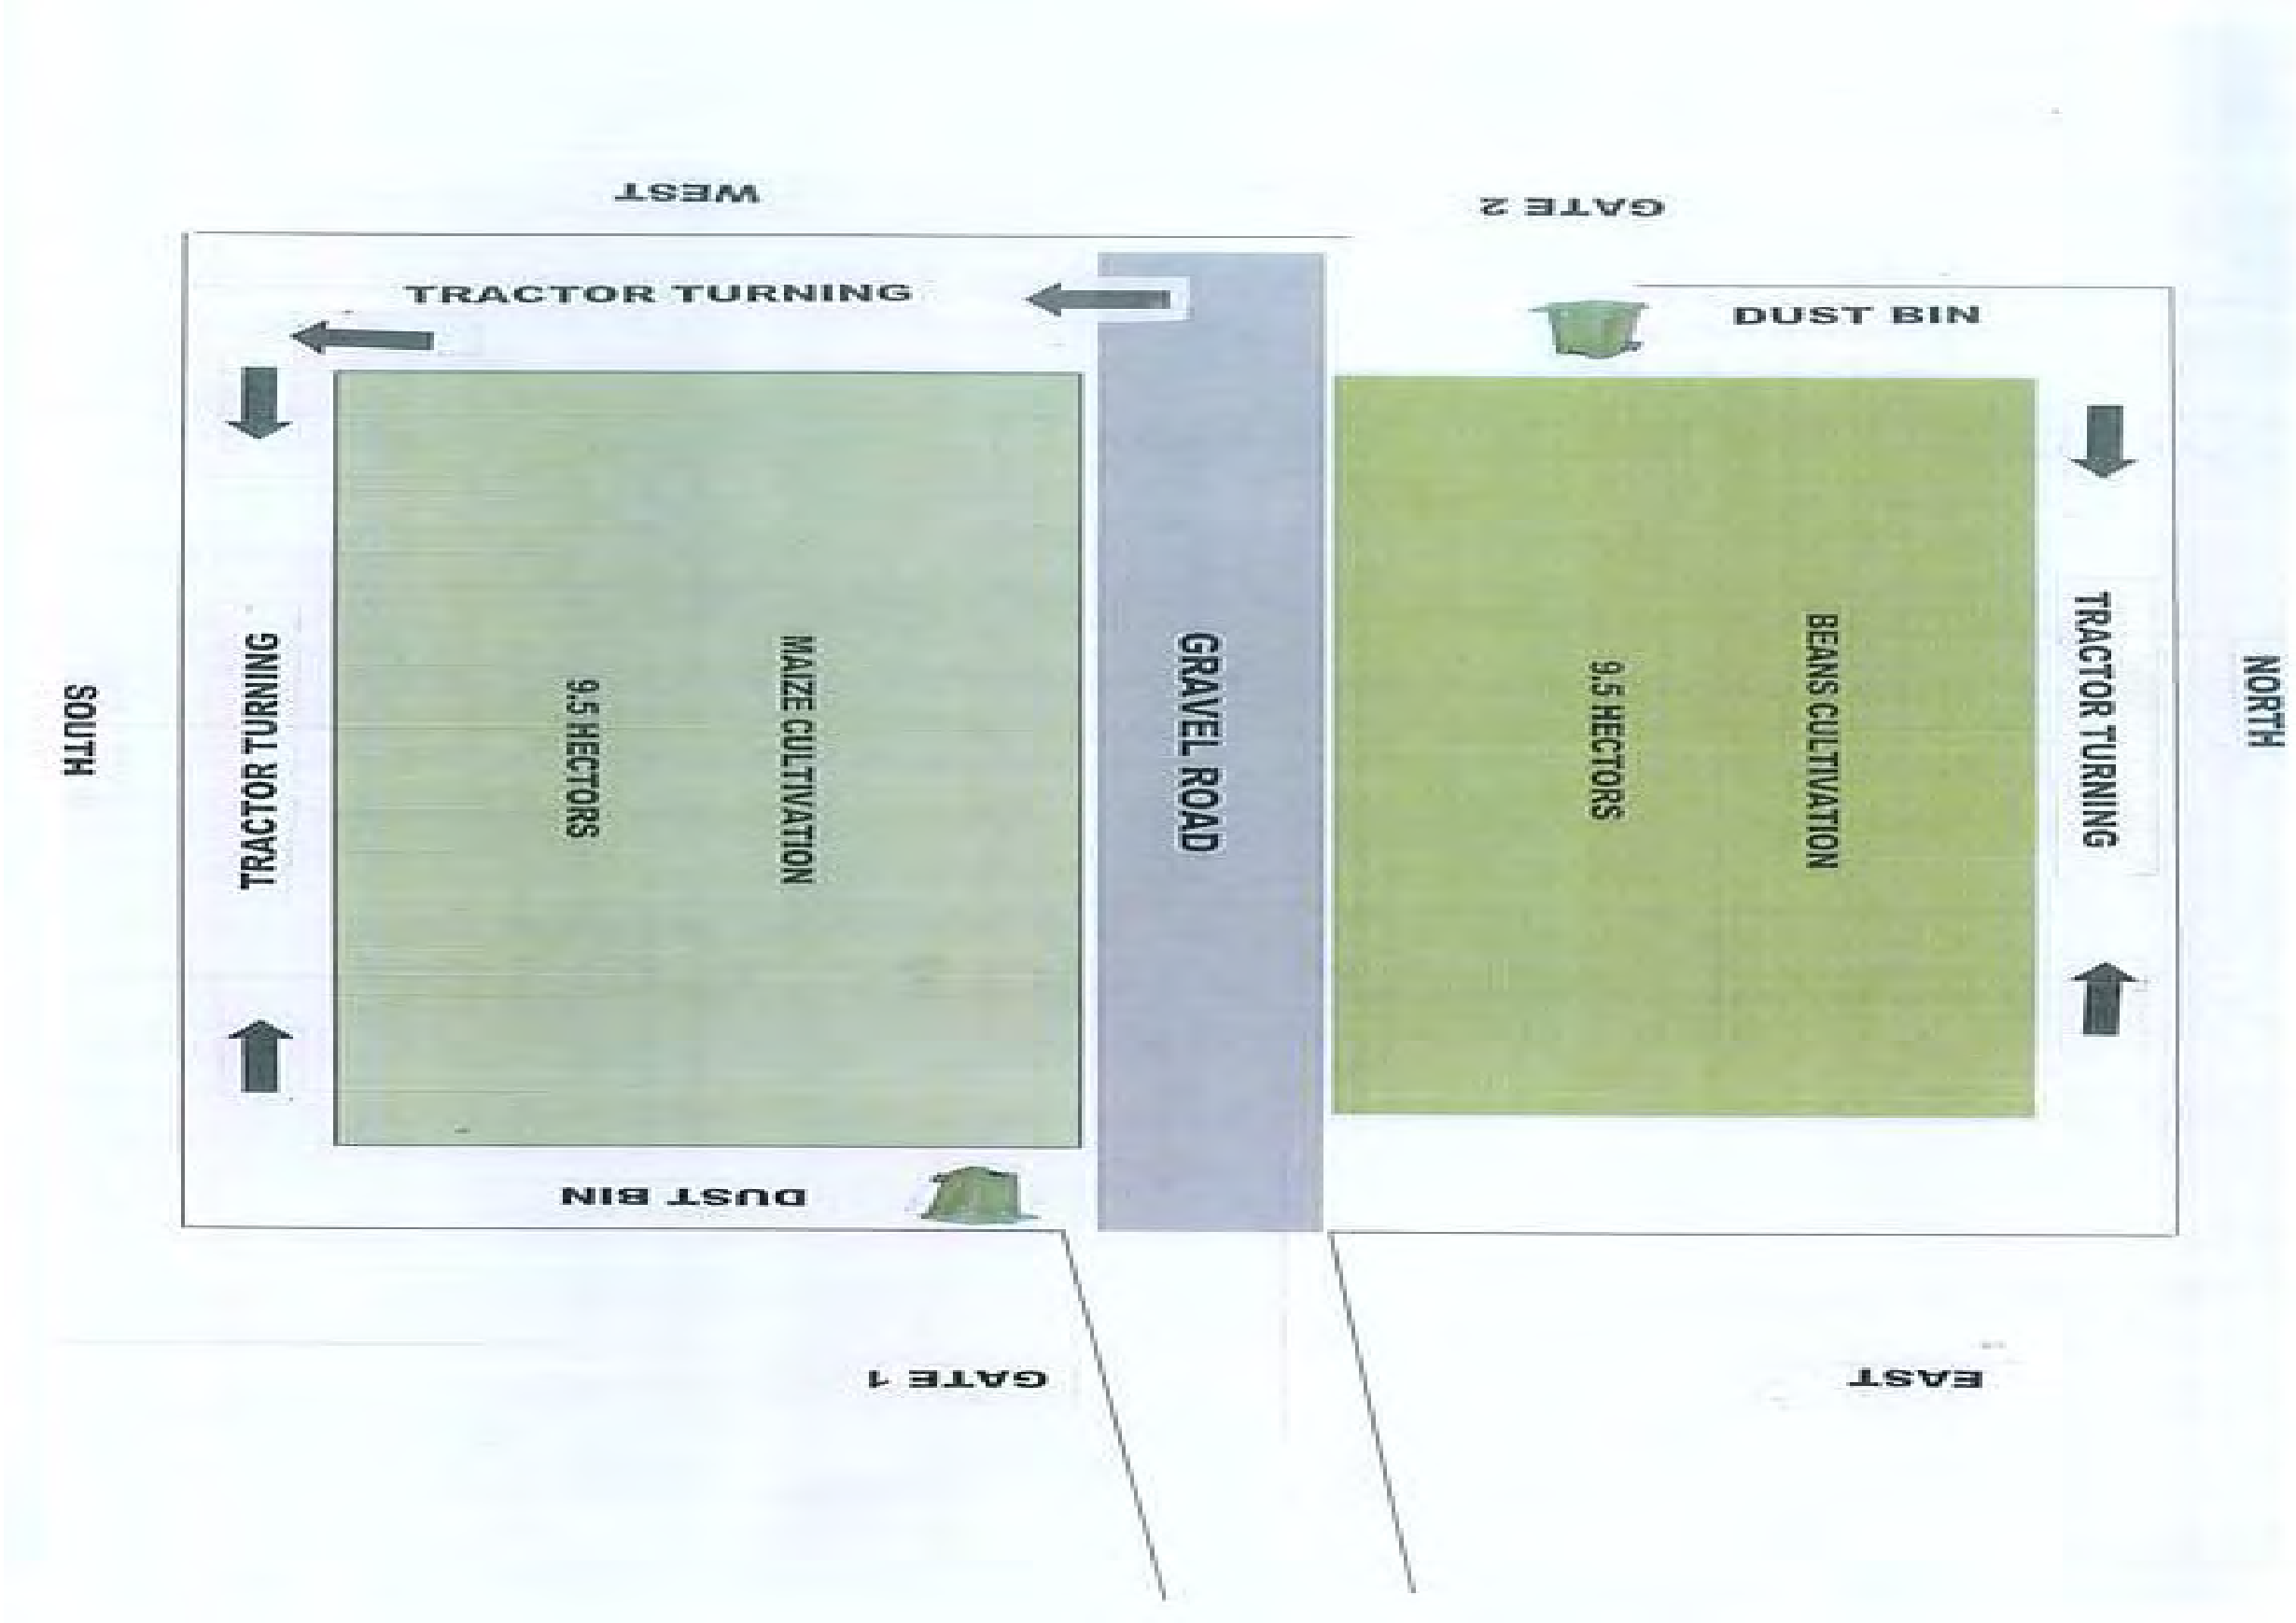 WEST
GATE 2
TRACTOR TURNING
DUST BIN
SOUTH
TRACTOR TURNING
9.5 HECTORS
MAIZE CULTIVATION
GRAVEL ROAD
9.5 HECTORS
BEANS CULTIVATION
TRACTOR TURNING
NORTH
DUST BIN
GATE 1
EAST